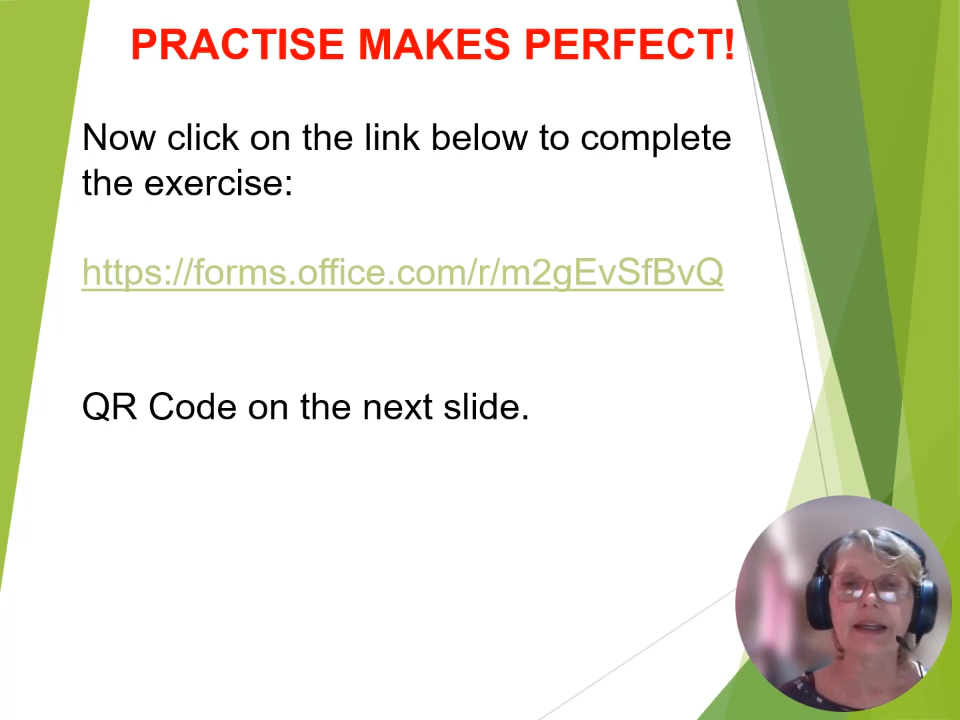 PRACTISE MAKES PERFECT!
Now click on the link below to complete
the exercise:
https://forms.office.com/r/m2gEvSfBvQ
QR Code on the next slide.